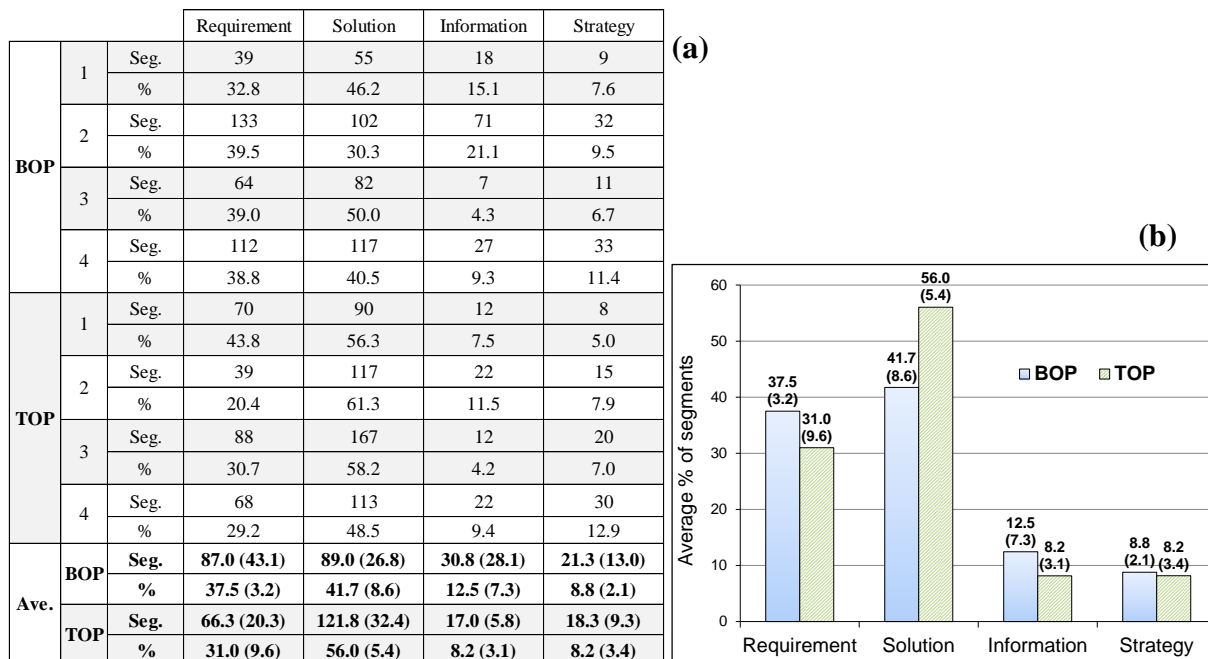 Requirement Solution Information Strategy
(a)
BOP 1 Seg. 39 55 18 9
% 32.8 46.2 15.1 7.6
2 Seg. 133 102 71 32
% 39.5 30.3 21.1 9.5
3 Seg. 64 82 7 11
% 39.0 50.0 4.3 6.7
4 Seg. 112 117 27 33
% 38.8 40.5 9.3 11.4
TOP 1 Seg. 70 90 12 8
% 43.8 56.3 7.5 5.0
2 Seg. 39 117 22 15
% 20.4 61.3 11.5 7.9
3 Seg. 88 167 12 20
% 30.7 58.2 4.2 7.0
4 Seg. 68 113 22 30
% 29.2 48.5 9.4 12.9
Ave. BOP Seg. 87.0 (43.1) 89.0 (26.8) 30.8 (28.1) 21.3 (13.0)
% 37.5 (3.2) 41.7 (8.6) 12.5 (7.3) 8.8 (2.1)
TOP Seg. 66.3 (20.3) 121.8 (32.4) 17.0 (5.8) 18.3 (9.3)
% 31.0 (9.6) 56.0 (5.4) 8.2 (3.1) 8.2 (3.4)
(b)
Average % of segments
60
50
40
30
20
10
0
37.5
(3.2)
31.0
(9.6)
41.7
(8.6)
56.0
(5.4)
12.5
(7.3)
8.2
(3.1)
8.8
(2.1)
8.2
(3.4)
BOP TOP
Requirement Solution Information Strategy